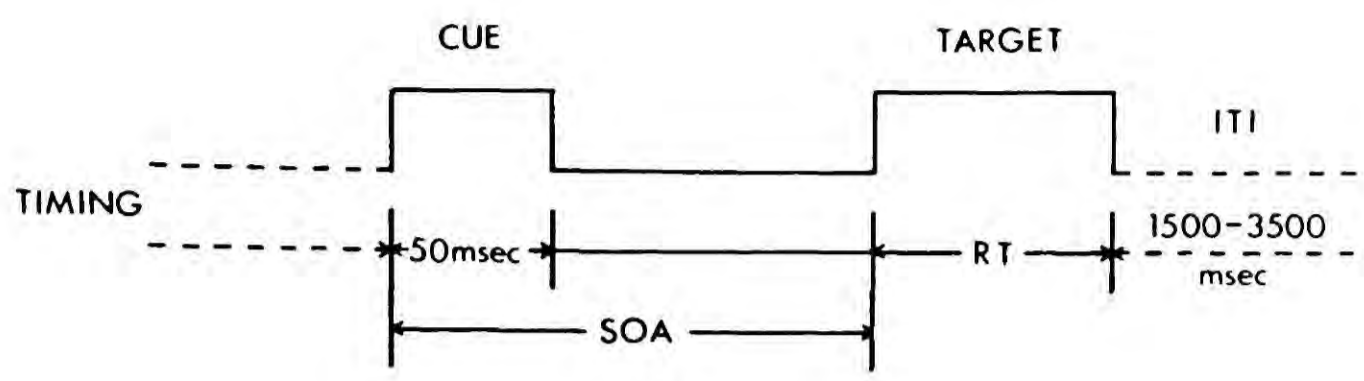 CUE TARGET
ITI
TIMING
50msec RT 1500-3500
msec
SOA